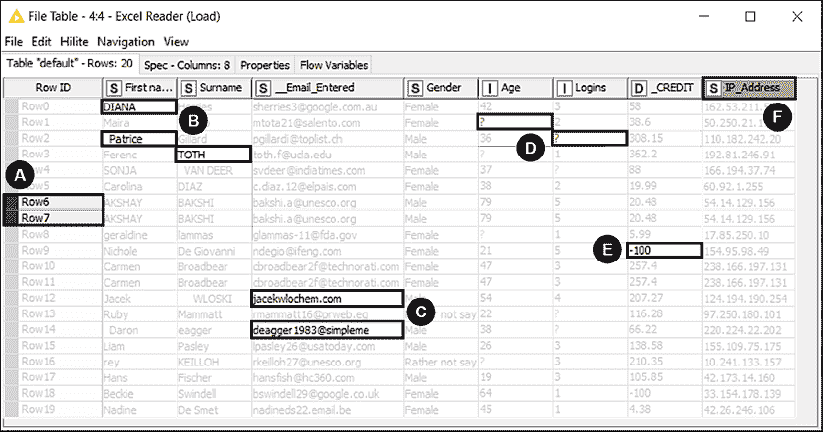 File Table - 4:4 - Excel Reader (Load)
File Edit Hilite Navigation View
Table "default" - Rows: 20 Spec - Columns: 8 Properties Flow Variables
Row ID S First na... S Surname S __Email_Entered S Gender I Age I Logins D _CREDIT S IP_Address
Row0 DIANA sherries3@google.com.au Female 42 3 58 162.53.211.
Row1 Maira mtota21@salento.com Female ? 2 38.6 50.250.21.
Row2 Patrice Gillard pgillardi@toplist.ch Male 36 ? 308.15 110.182.242.20
Row3 Ferenc TOTH toth.f@uda.edu Male ? 1 362.2 192.81.246.91
Row4 SONJA VAN DEER svdeer@indiatimes.com Female 37 ? 88 166.194.37.74
Row5 Carolina DIAZ c.diaz.12@elpais.com Female 38 2 19.99 60.92.1.255
Row6 AKSHAY BAKSHI bakshi.a@unesco.org Male 79 5 20.48 54.14.129.156
Row7 AKSHAY BAKSHI bakshi.a@unesco.org Male 79 5 20.48 54.14.129.156
Row8 geraldine lammas glammas-11@fda.gov Female ? 1 5.99 17.85.250.10
Row9 Nichole De Giovanni ndegio@ifeng.com Female 21 5 -100 154.95.98.49
Row10 Carmen Broadbear cbroadbear2f@technorati.com Female 47 3 257.4 238.166.197.131
Row11 Carmen Broadbear cbroadbear2f@technorati.com Female 47 3 257.4 238.166.197.131
Row12 Jacek WLOSKI jacekwlochem.com 54 4 207.27 124.194.190.254
Row13 Ruby Mammatt rmammatt16@prweb.eg not say 22 ? 116.28 97.250.180.101
Row14 Daron eagger deagger1983@simpleme Male 38 ? 66.22 220.224.22.202
Row15 Liam Pasley lpasley26@usatoday.com Male 26 3 138.58 155.109.75.175
Row16 rey KEILLOH rkeilloh27@unesco.org Rather not say ? 3 210.35 10.241.133.157
Row17 Hans Fischer hansfish@hc360.com Male 19 3 105.85 42.173.14.160
Row18 Beckie Swindell bswindell29@google.co.uk Female 64 1 -100 33.154.178.139
Row19 Nadine De Smet nadineds22.email.be Female 45 1 4.38 42.26.246.106
A
B
C
D
E
F